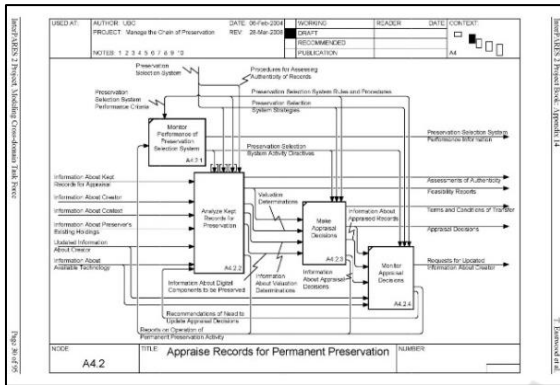 USED AT:
AUTHOR: UBC
PROJECT: Manage the Chain of Preservation
NOTES: 1 2 3 4 5 6 7 8 9 10
DATE: 06-Feb-2004
REV: 28-Mar-2008
WORKING
DRAFT
RECOMMENDED
PUBLICATION
READER
DATE
CONTEXT:
A4
Preservation
Selection System
Procedures for Assessing
Authenticity of Records
Preservation
Selection System
Performance Criteria
Preservation Selection System Rules and Procedures
Preservation Selection
System Strategies
Monitor
Performance of
Preservation
Selection System
A4.2.1
Preservation Selection System
Performance Information
Preservation Selection
System Activity Directives
Information About Kept
Records for Appraisal
Information About Creator
Information About Context
Information About Preserver's
Existing Holdings
Updated Information
About Creator
Information About
Available Technology
Analyze Kept
Records for
Preservation
A4.2.2
Valuation
Determinations
Make
Appraisal
Decisions
A4.2.3
Information About
Appraised Records
Monitor
Appraisal
Decisions
A4.2.4
Assessments of Authenticity
Feasibility Reports
Terms and Conditions of Transfer
Appraisal Decisions
Requests for Updated
Information About Creator
Information About Digital
Components to be Preserved
Information
About Valuation
Determinations
Information
About Appraisal
Decisions
Recommendations of Need to
Update Appraisal Decisions
Reports on Operation of
Permanent Preservation Activity
NODE:
A4.2
TITLE:
Appraise Records for Permanent Preservation
NUMBER:
InterPARES 2 Project, Modeling Cross-domain Task Force
Page 30 of 95
InterPARES 2 Project Book: Appendix 14
T. Eastwood et al.